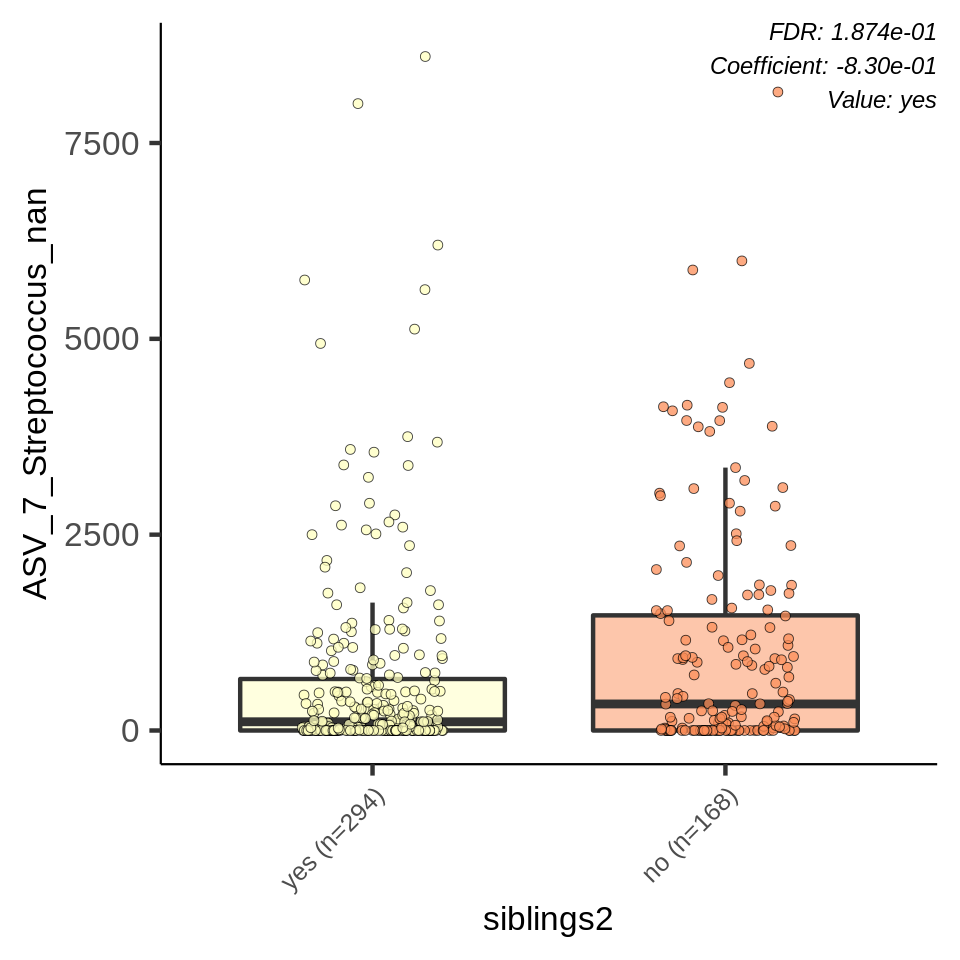 FDR: 1.874e-01
Coefficient: -8.30e-01
Value: yes
ASV_7_Streptococcus_nan
7500
5000
2500
0
yes (n=294)
no (n=168)
siblings2